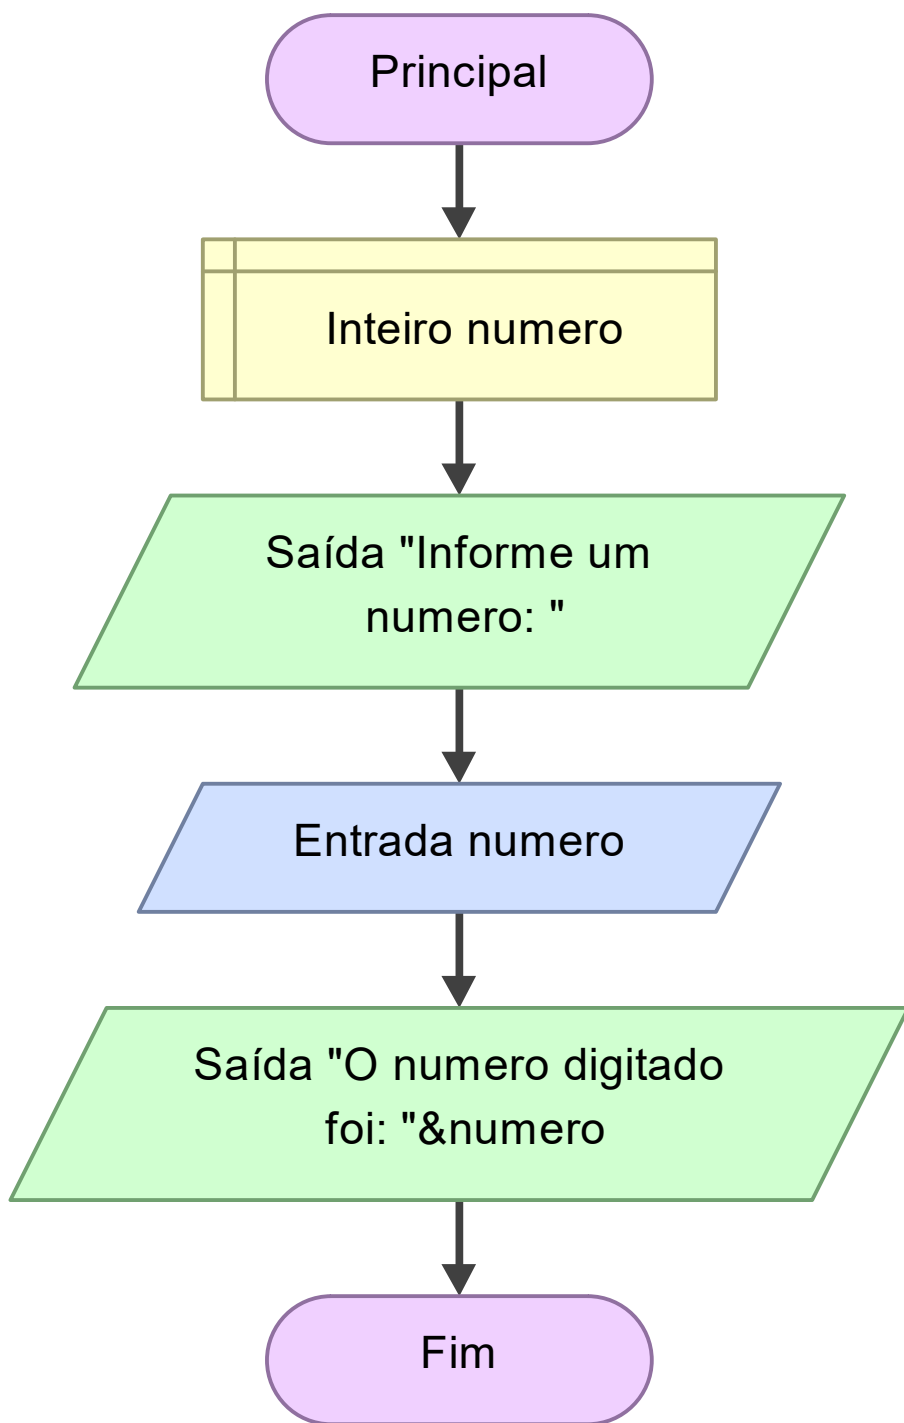 Principal
Inteiro numero
Saída "Informe um
numero: "
Entrada numero
Saída "O numero digitado
foi: "&numero
Fim